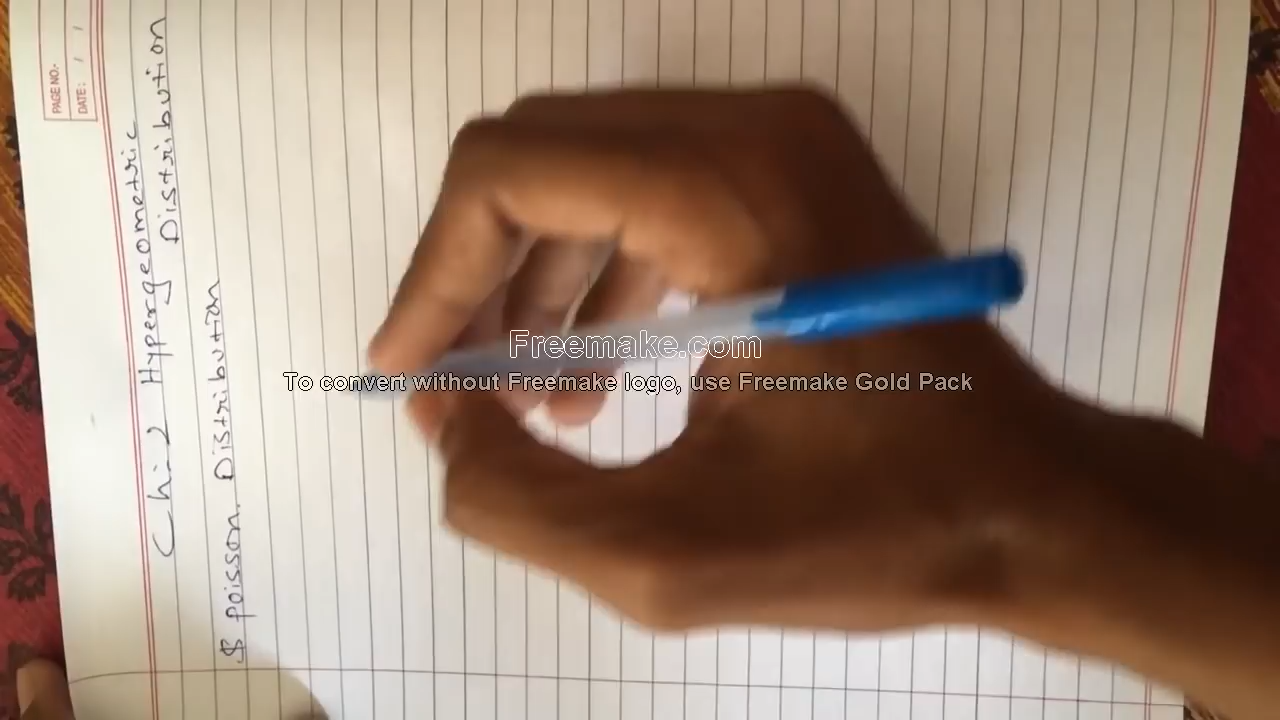 PAGE NO:-
DATE: / /
Ch-2 Hypergeometric
Distribution
$ Poisson Distribution
Freemake.com
To convert without Freemake logo, use Freemake Gold Pack